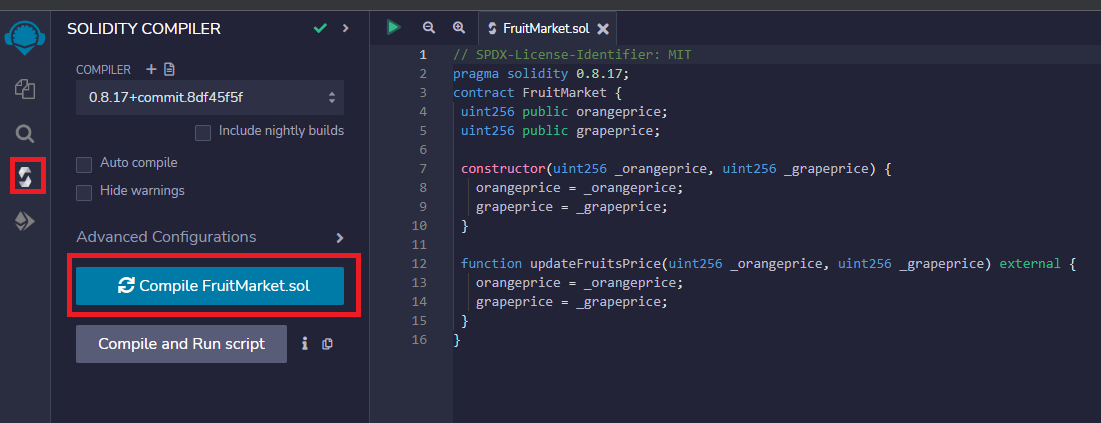 SOLIDITY COMPILER
COMPILER
0.8.17+commit.8df45f5f
Include nightly builds
Auto compile
Hide warnings
Advanced Configurations
Compile FruitMarket.sol
Compile and Run script
FruitMarket.sol
1 // SPDX-License-Identifier: MIT
2 pragma solidity 0.8.17;
3 contract FruitMarket {
4 uint256 public orangeprice;
5 uint256 public grapeprice;
6
7 constructor(uint256 _orangeprice, uint256 _grapeprice) {
8 orangeprice = _orangeprice;
9 grapeprice = _grapeprice;
10 }
11
12 function updateFruitsPrice(uint256 _orangeprice, uint256 _grapeprice) external {
13 orangeprice = _orangeprice;
14 grapeprice = _grapeprice;
15 }
16 }